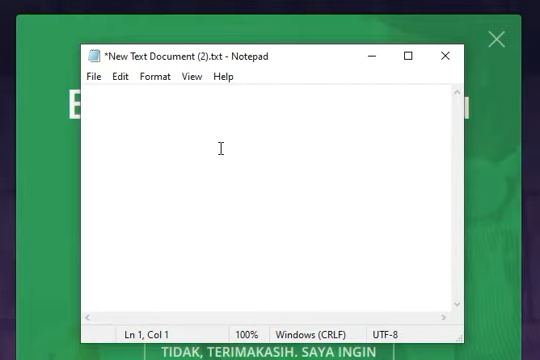 *New Text Document (2).txt - Notepad
File Edit Format View Help
Ln 1, Col 1 100% Windows (CRLF) UTF-8
TIDAK, TERIMAKASIH. SAYA INGIN